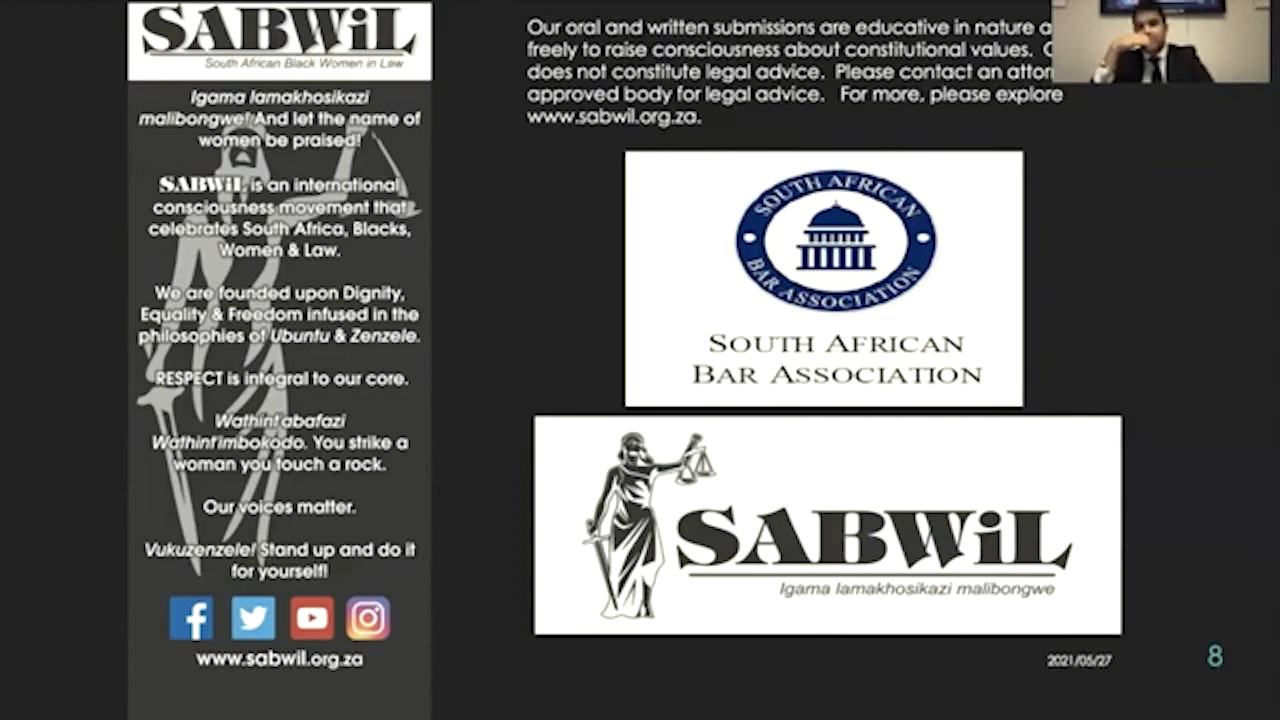 SABWiL
South African Black Women in Law
Igama lamakhosikazi
malibongwe! And let the name of
women be praised!
SABWiL is an international
consciousness movement that
celebrates South Africa, Blacks,
Women & Law.
We are founded upon Dignity,
Equality & Freedom infused in the
philosophies of Ubuntu & Zenzele.
RESPECT is integral to our core.
Wathint'abafazi
Wathint'imbokodo. You strike a
woman you touch a rock.
Our voices matter.
Vukuzenzele! Stand up and do it
for yourself!
www.sabwil.org.za
Our oral and written submissions are educative in nature
freely to raise consciousness about constitutional values.
does not constitute legal advice. Please contact an
approved body for legal advice. For more, please explore
www.sabwil.org.za.
SOUTH AFRICAN
BAR ASSOCIATION
SOUTH AFRICAN
BAR ASSOCIATION
SABWiL
Igama lamakhosikazi malibongwe
2021/05/27
8